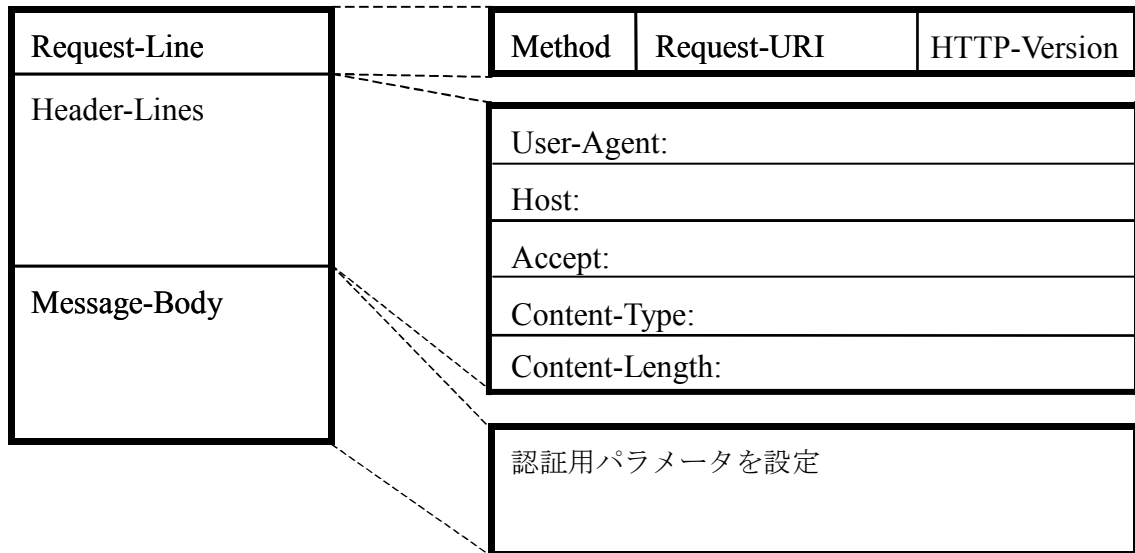 Request-Line
Header-Lines
Message-Body
Method Request-URI HTTP-Version
User-Agent:
Host:
Accept:
Content-Type:
Content-Length:
認証用パラメータを設定